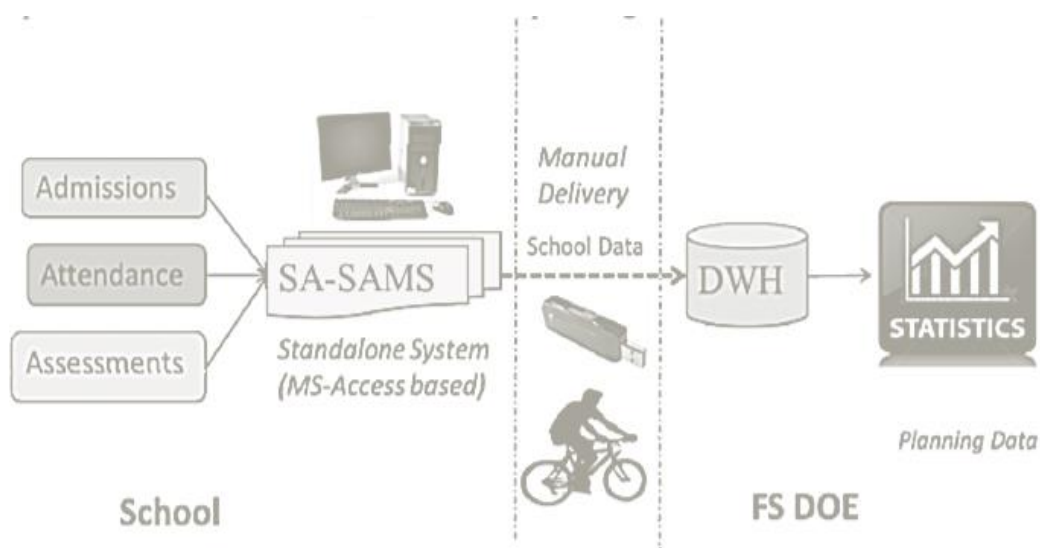 Admissions
Attendance
Assessments
SA-SAMS
Standalone System
(MS-Access based)
School
Manual
Delivery
School Data
DWH
STATISTICS
Planning Data
FS DOE